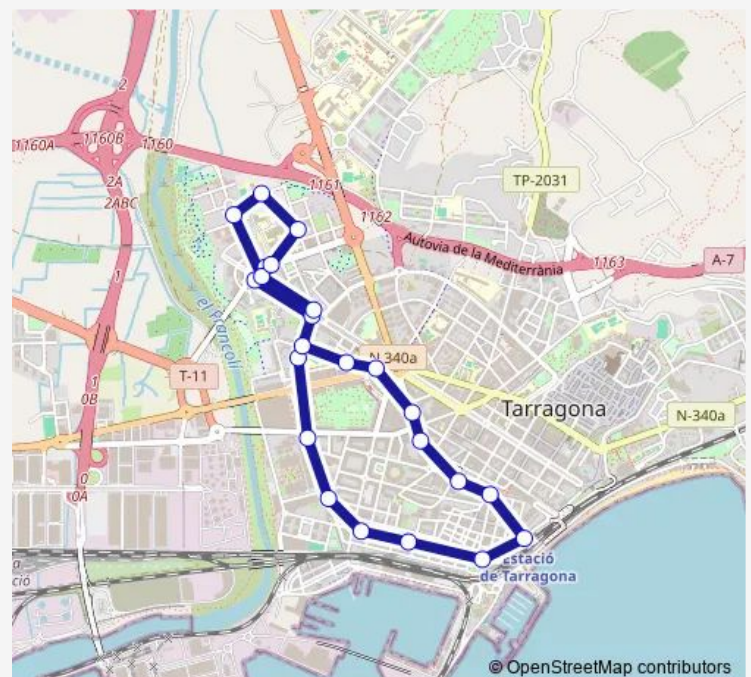 2
1160A
1160B
1160
2A
2ABC
1161
1162
TP-2031
Autovia de la Mediterrània
1163
A-7
1
el Francolí
N-340a
T-11
1
0B
Tarragona
N-340a
0
0A
Estació
de Tarragona
ció
© OpenStreetMap contributors